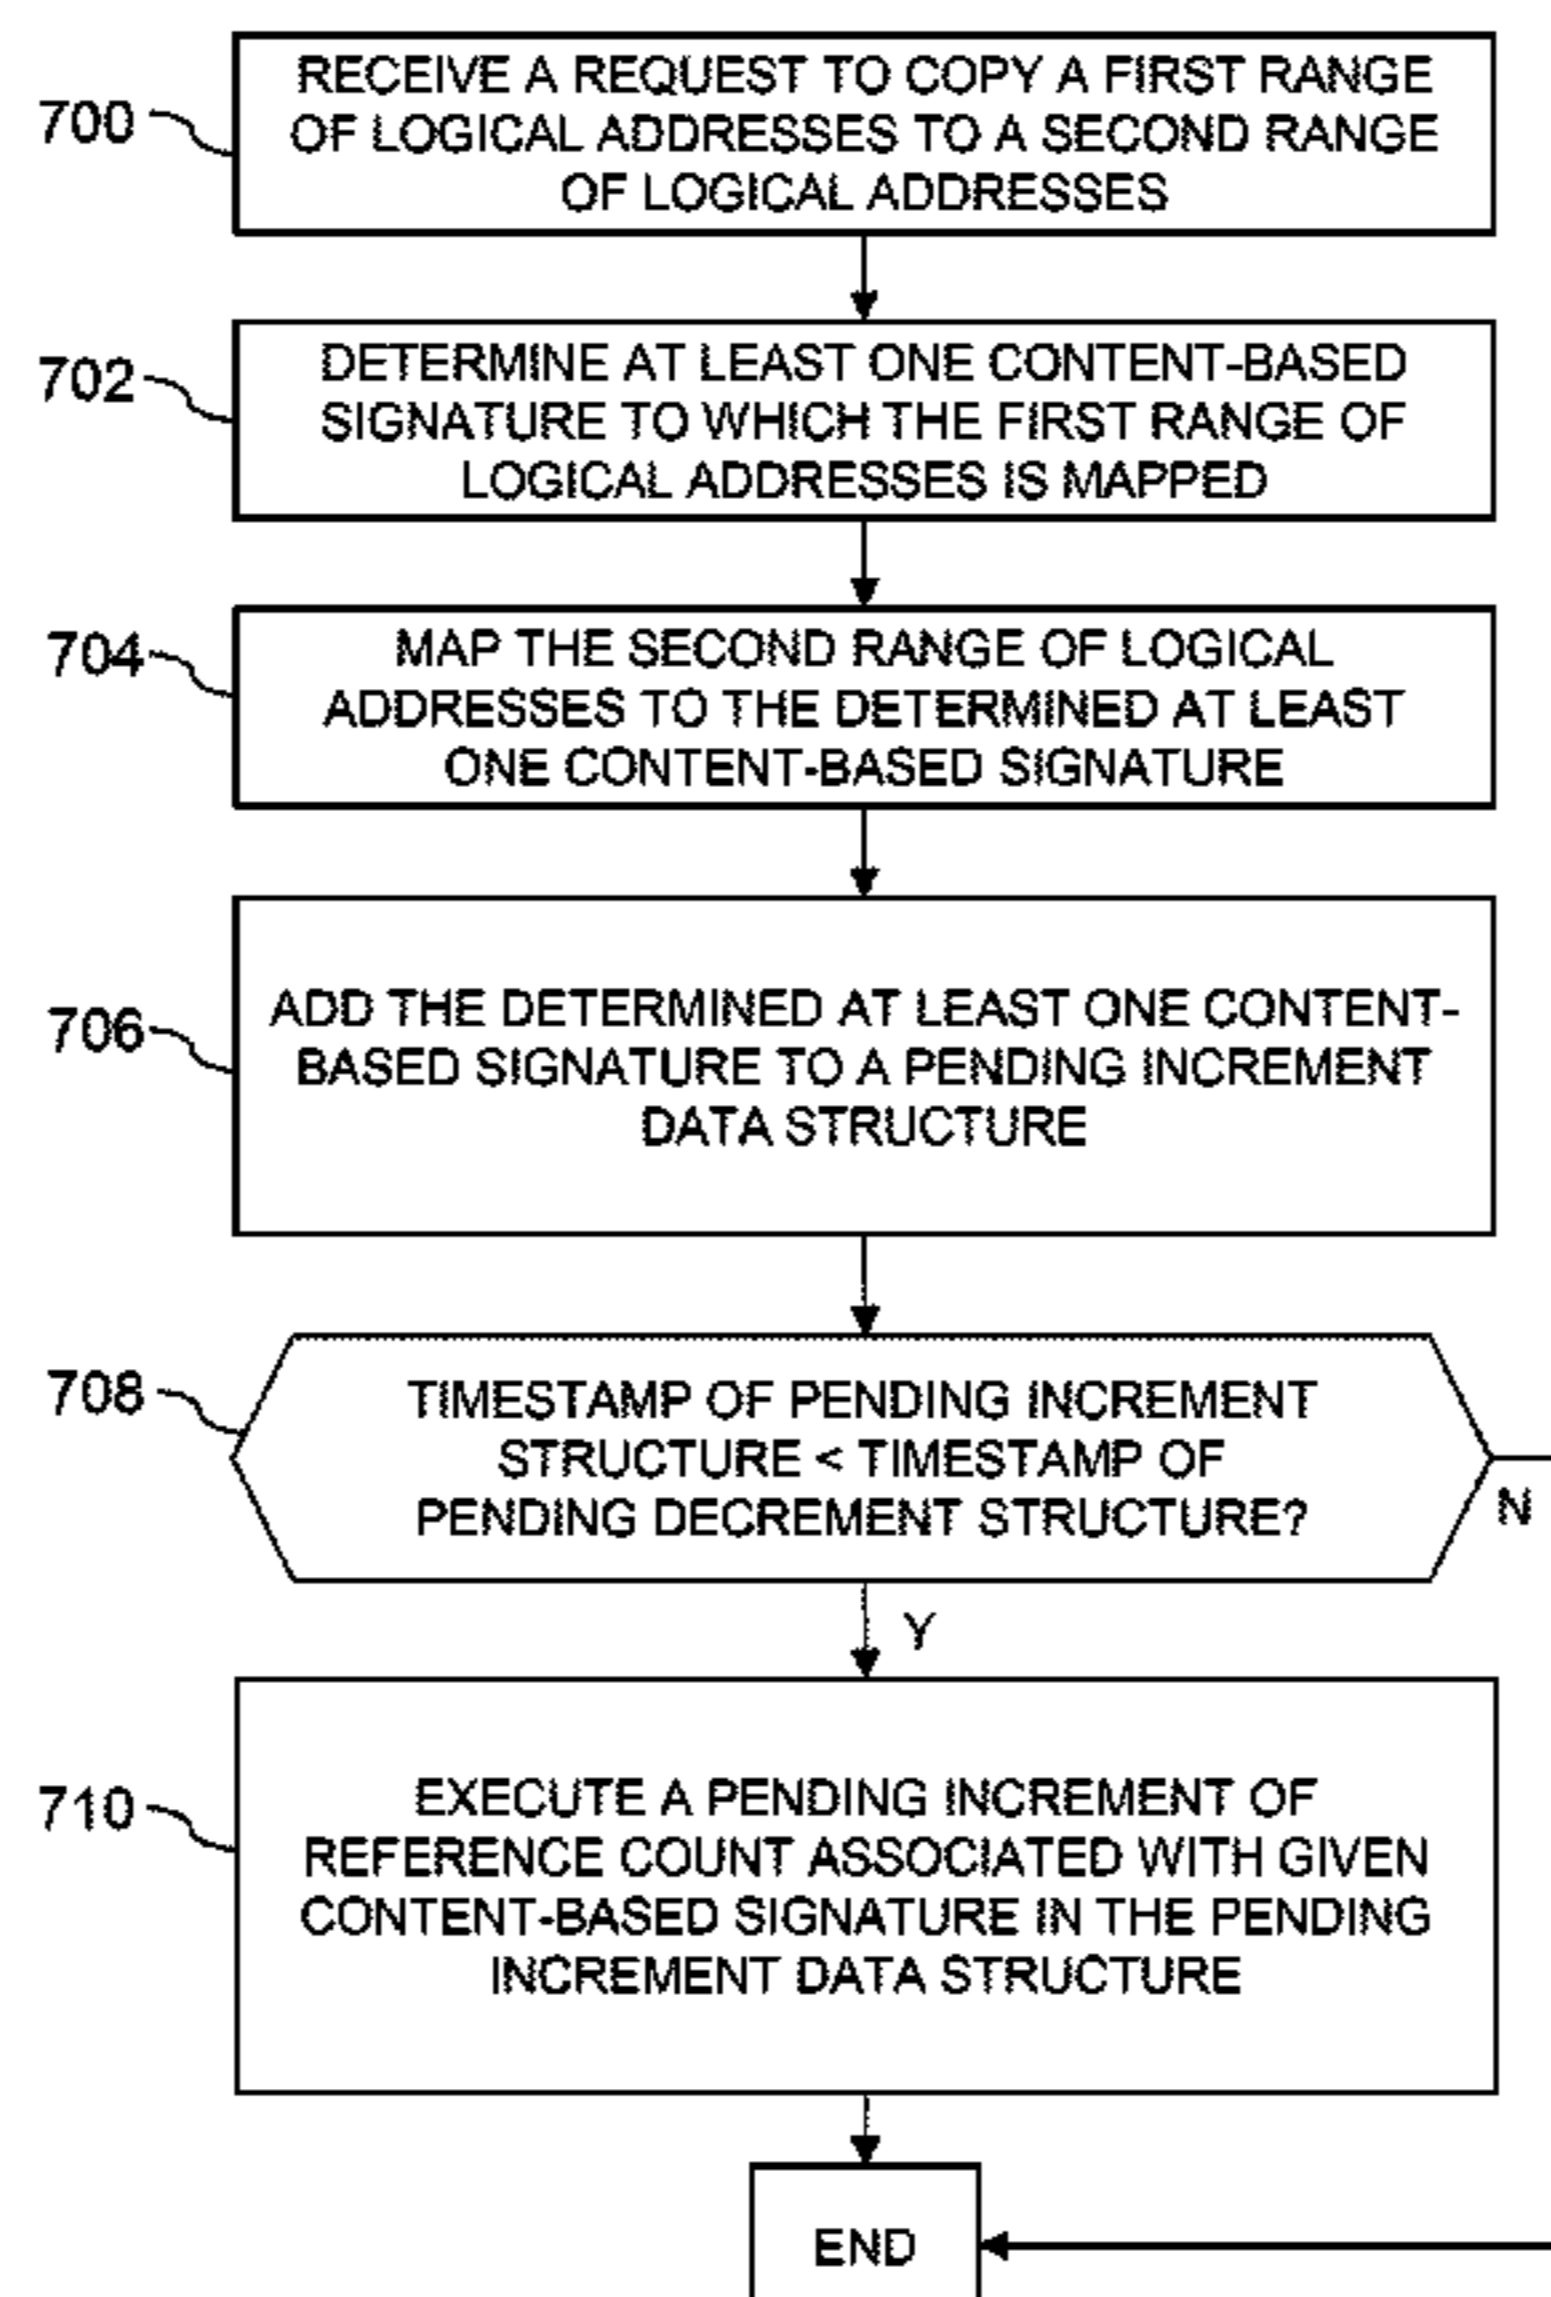 700
RECEIVE A REQUEST TO COPY A FIRST RANGE
OF LOGICAL ADDRESSES TO A SECOND RANGE
OF LOGICAL ADDRESSES
702
DETERMINE AT LEAST ONE CONTENT-BASED
SIGNATURE TO WHICH THE FIRST RANGE OF
LOGICAL ADDRESSES IS MAPPED
704
MAP THE SECOND RANGE OF LOGICAL
ADDRESSES TO THE DETERMINED AT LEAST
ONE CONTENT-BASED SIGNATURE
706
ADD THE DETERMINED AT LEAST ONE CONTENT-
BASED SIGNATURE TO A PENDING INCREMENT
DATA STRUCTURE
708
TIMESTAMP OF PENDING INCREMENT
STRUCTURE < TIMESTAMP OF
PENDING DECREMENT STRUCTURE?
N
Y
710
EXECUTE A PENDING INCREMENT OF
REFERENCE COUNT ASSOCIATED WITH GIVEN
CONTENT-BASED SIGNATURE IN THE PENDING
INCREMENT DATA STRUCTURE
END